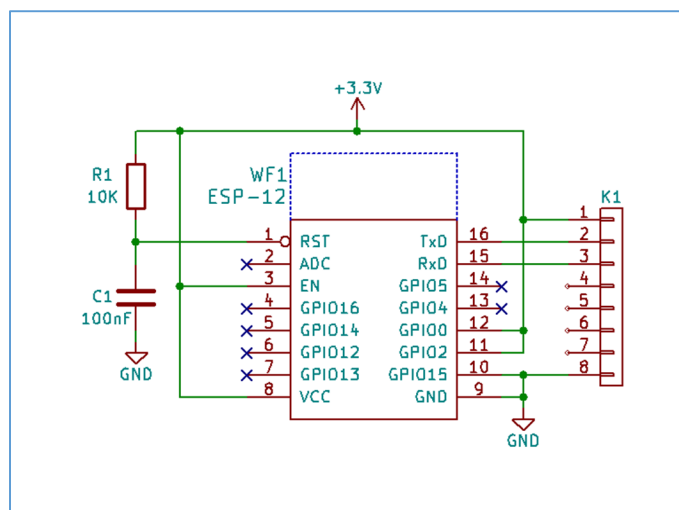 +3.3V
WF1
ESP-12
R1
10K
C1
100nF
GND
1 RST
2 ADC
3 EN
4 GPIO16
5 GPIO14
6 GPIO12
7 GPIO13
8 VCC
TxD 16
RxD 15
GPIO5 14
GPIO4 13
GPIO0 12
GPIO2 11
GPIO15 10
GND 9
GND
K1
1
2
3
4
5
6
7
8